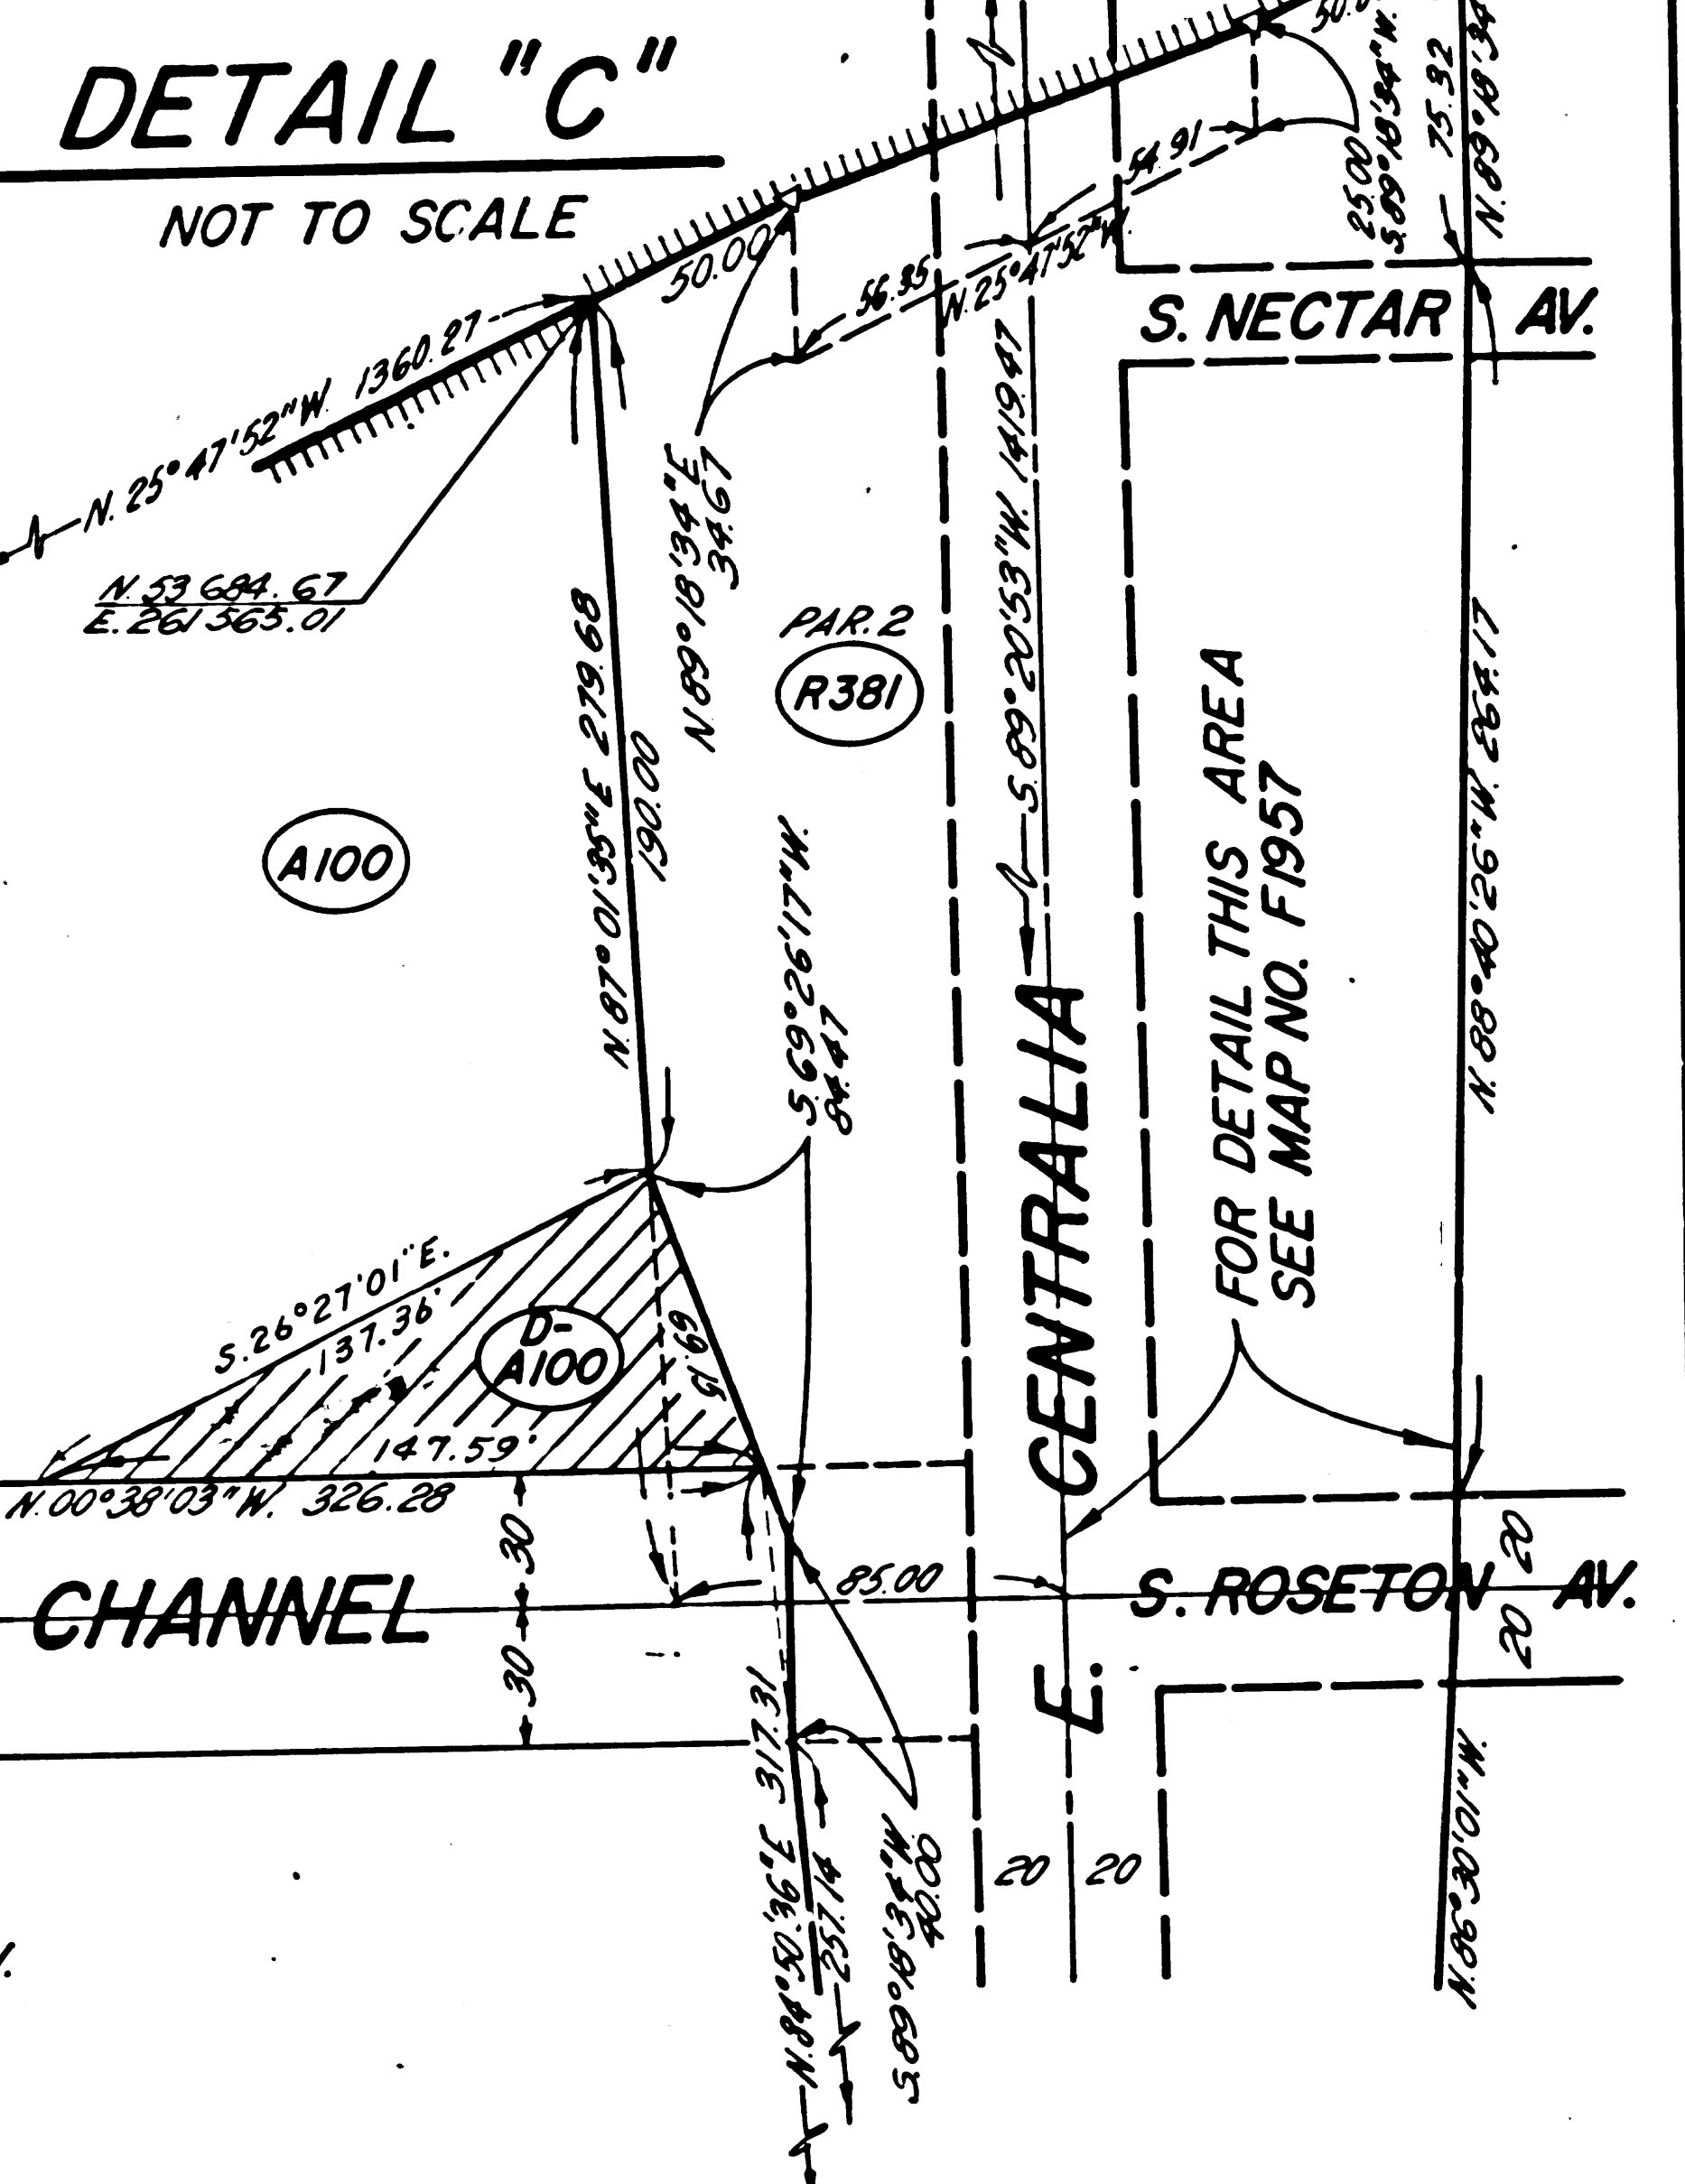 DETAIL "C"
NOT TO SCALE
50.00
54.91
56.35
N. 25°47'52"W.
25.00
S.89°18'34"W.
75.32
N.89°18'34
S. NECTAR AV.
N. 25°47'52"W. 1360.27
N. 53 684.67
E. 261 565.01
N.89°18'34"E
34.67
PAR. 2
R381
S.89°20'53"W. 1419.47
A100
N.87°01'35"E 279.68
190.00
S.69°26'17"W.
84.47
CENTRALIA
FOR DETAIL THIS AREA
SEE MAP NO. F1957
N. 88°40'26"W. 264.17
S.26°27'01"E.
137.36'
D-
A100
69.15
147.59'
N.00°38'03"W. 326.28
30
30
CHANNEL
85.00
S. ROSETON AV.
20
20
E.
20
20
N.84°50'36"E 317.31
257.14
S.89°18'34"W
40.00
N.86°30'01"W.